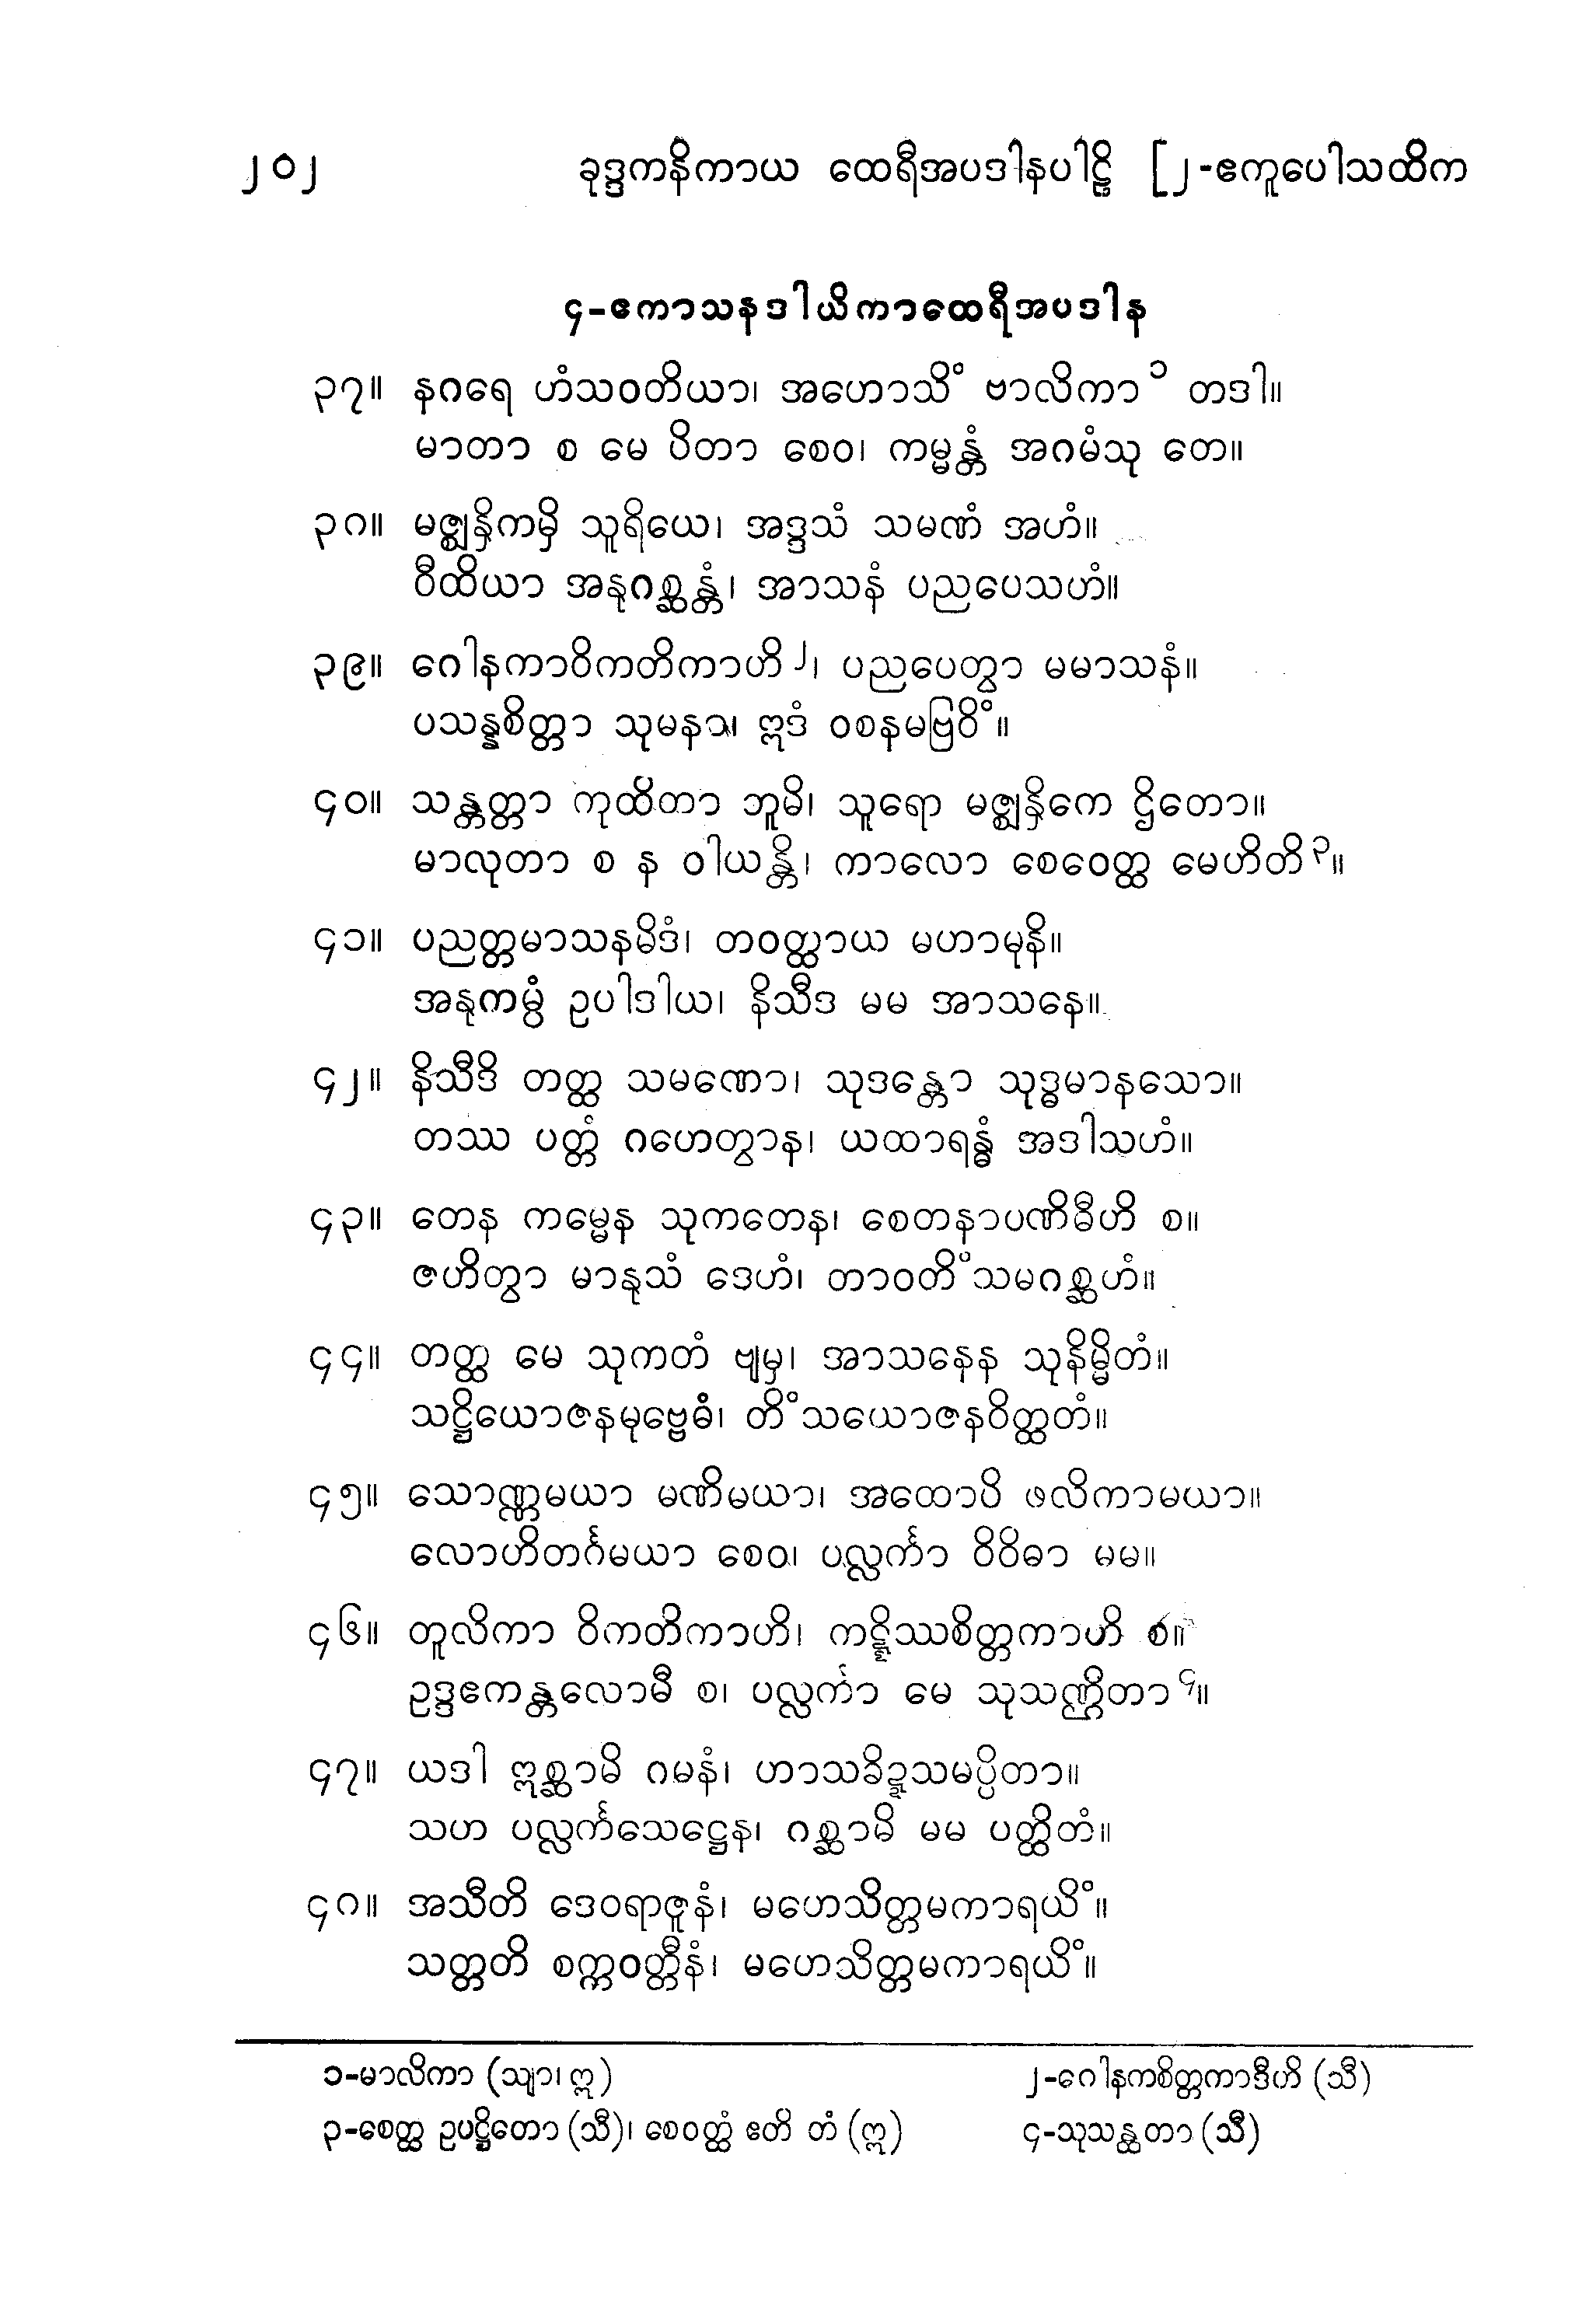 ၂၀၂ ခုဒ္ဒကနိကာယ ထေရီအပဒါနပါဠိ [၂-ဧကူပေါသထိက
၄-ဧကာသနဒါယိကာထေရီအပဒါန
၃၇။ နဂရေ ဟံသဝတိယာ၊ အဟောသိံ ဗာလိကာ ၁ တဒါ။
မာတာ စ မေ ပိတာ စေဝ၊ ကမ္မန္တံ အဂမံသု တေ။
၃၈။ မဇ္ဈန္ှိကမှိ သူရိယေ၊ အဒ္ဒသံ သမဏံ အဟံ။
ဝီထိယာ အနုဂစ္ဆန္တံ၊ အာသနံ ပညပေသဟံ။
၃၉။ ဂေါနကာဝိကတိကာဟိ ၂၊ ပညပေတွာ မမာသနံ။
ပသန္နစိတ္တာ သုမနာ၊ ဣဒံ ဝစနမဗြဝိံ။
၄၀။ သန္တတ္တာ ကုထိတာ ဘူမိ၊ သူရော မဇ္ဈန္ှိကေ ဌိတော။
မာလုတာ စ န ဝါယန္တိ၊ ကာလော စေဝေတ္ထ မေဟိတိ ၃။
၄၁။ ပညတ္တမာသနမိဒံ၊ တဝတ္ထာယ မဟာမုနိ။
အနုကမ္ပံ ဥပါဒါယ၊ နိသီဒ မမ အာသနေ။
၄၂။ နိသီဒိ တတ္ထ သမဏော၊ သုဒန္တော သုဒ္ဓမာနသော။
တဿ ပတ္တံ ဂဟေတွာန၊ ယထာရန္ဓံ အဒါသဟံ။
၄၃။ တေန ကမ္မေန သုကတေန၊ စေတနာပဏိဓီဟိ စ။
ဇဟိတွာ မာနုသံ ဒေဟံ၊ တာဝတိံသမဂစ္ဆဟံ။
၄၄။ တတ္ထ မေ သုကတံ ဗျမှ၊ အာသနေန သုနိမ္မိတံ။
သဋ္ဌိယောဇနမုဗ္ဗေဓံ၊ တိံသယောဇနဝိတ္ထတံ။
၄၅။ သောဏ္ဏမယာ မဏိမယာ၊ အထောပိ ဖလိကာမယာ။
လောဟိတင်္ဂမယာ စေဝ၊ ပလ္လင်္ကာ ဝိဝိဓာ မမ။
၄၆။ တူလိကာ ဝိကတိကာဟိ၊ ကဋ္ဋိဿစိတ္တကာဟိ စ။
ဥဒ္ဒဧကန္တလောမီ စ၊ ပလ္လင်္ကာ မေ သုသဏ္ဌိတာ ၄။
၄၇။ ယဒါ ဣစ္ဆာမိ ဂမနံ၊ ဟာသခိဍ္ဍသမပ္ပိတာ။
သဟ ပလ္လင်္ကသေဋ္ဌေန၊ ဂစ္ဆာမိ မမ ပတ္ထိတံ။
၄၈။ အသီတိ ဒေဝရာဇူနံ၊ မဟေသိတ္တမကာရယိံ။
သတ္တတိ စက္ကဝတ္တီနံ၊ မဟေသိတ္တမကာရယိံ။
၁-မာလိကာ (သျာ၊ ဣ) ၂-ဂေါနကစိတ္တကာဒီဟိ (သီ)
၃-စေတ္ထ ဥပဋ္ဌိတော (သီ)၊ စေဝတ္ထံ ဧတိ တံ (ဣ) ၄-သုသန္ထတာ (သီ)